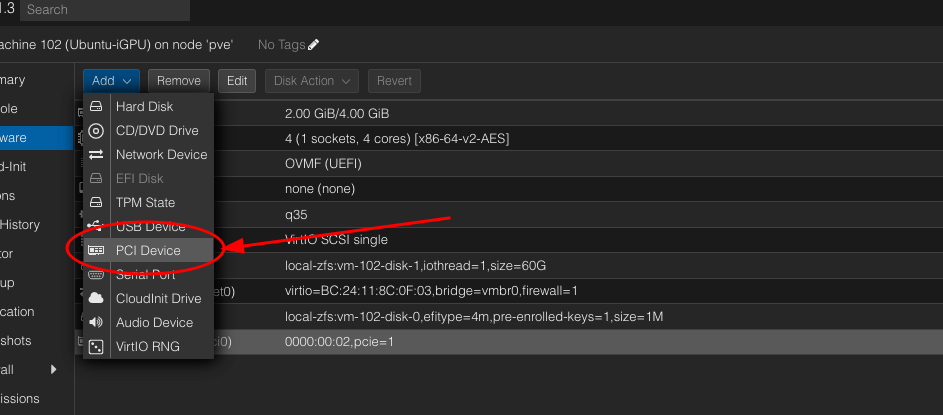 1.3 Search
achine 102 (Ubuntu-iGPU) on node 'pve' No Tags
mary
ole
ware
d-Init
ons
History
tor
up
cation
shots
all
issions
Add Remove Edit Disk Action Revert
Hard Disk
CD/DVD Drive
Network Device
EFI Disk
TPM State
USB Device
PCI Device
Serial Port
CloudInit Drive
Audio Device
VirtIO RNG
2.00 GiB/4.00 GiB
4 (1 sockets, 4 cores) [x86-64-v2-AES]
OVMF (UEFI)
none (none)
q35
VirtIO SCSI single
local-zfs:vm-102-disk-1,iothread=1,size=60G
et0) virtio=BC:24:11:8C:0F:03,bridge=vmbr0,firewall=1
local-zfs:vm-102-disk-0,efitype=4m,pre-enrolled-keys=1,size=1M
ci0) 0000:00:02,pcie=1